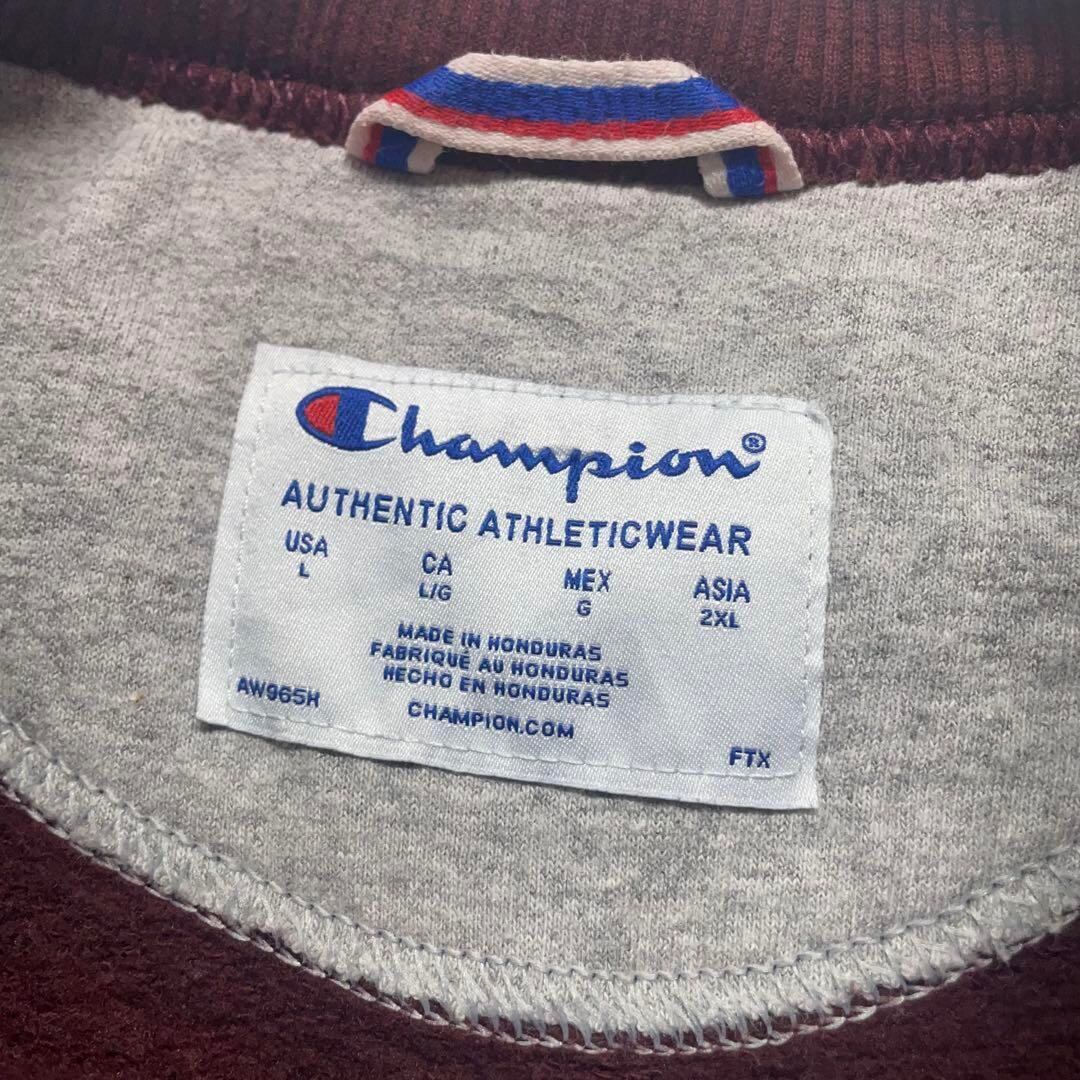 Champion®
AUTHENTIC ATHLETICWEAR
USA CA MEX ASIA
L L/G G 2XL
MADE IN HONDURAS
FABRIQUÉ AU HONDURAS
HECHO EN HONDURAS
AW965H CHAMPION.COM FTX